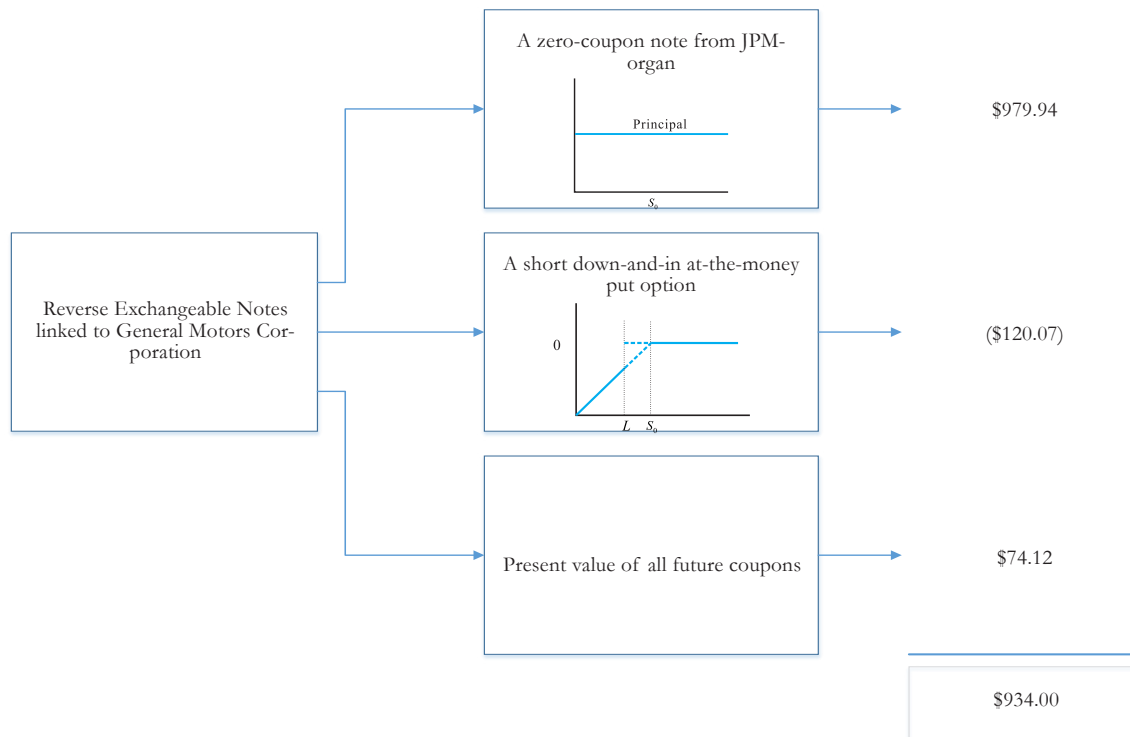 A zero-coupon note from JPM-
organ
Principal
S₀
$979.94
Reverse Exchangeable Notes
linked to General Motors Cor-
poration
A short down-and-in at-the-money
put option
0
L S₀
($120.07)
Present value of all future coupons
$74.12
$934.00